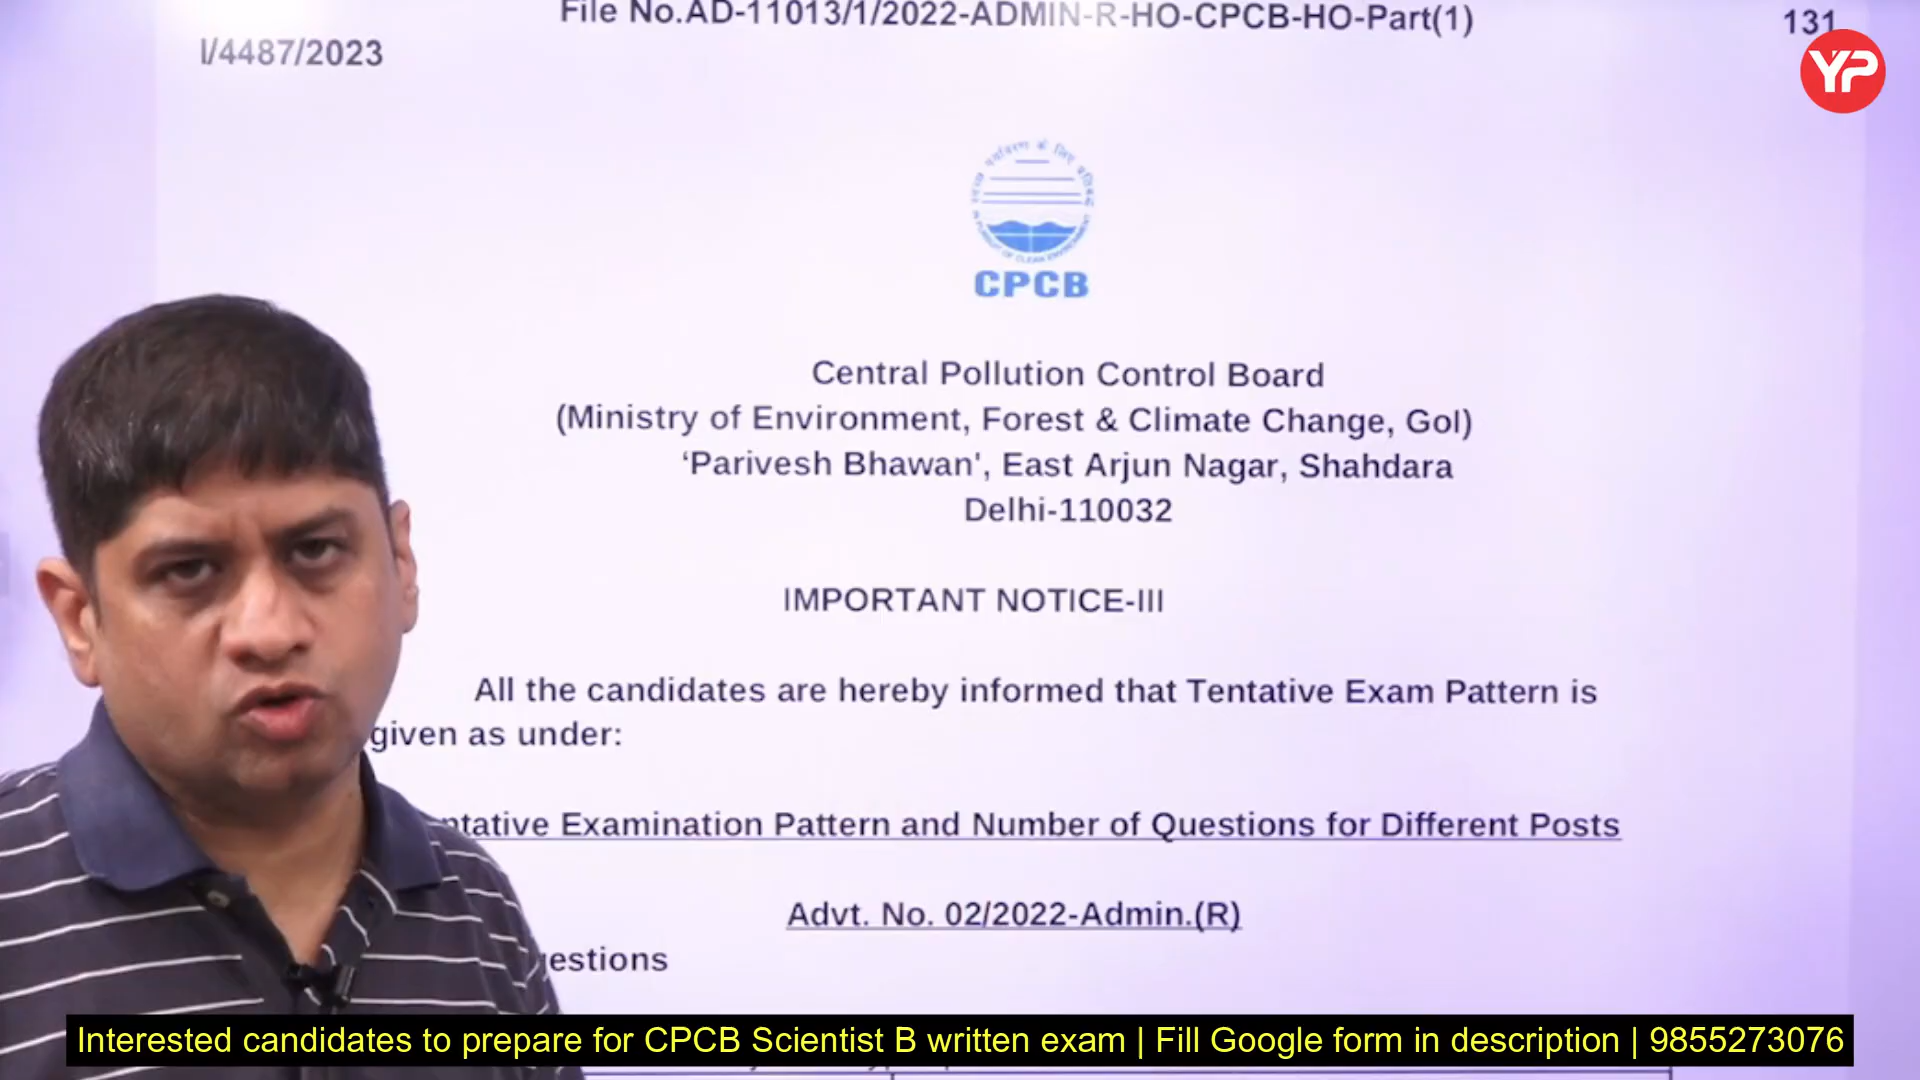 File No.AD-11013/1/2022-ADMIN-R-HO-CPCB-HO-Part(1)
131
I/4487/2023
YP
CPCB
Central Pollution Control Board
(Ministry of Environment, Forest & Climate Change, GoI)
‘Parivesh Bhawan', East Arjun Nagar, Shahdara
Delhi-110032
IMPORTANT NOTICE-III
All the candidates are hereby informed that Tentative Exam Pattern is
given as under:
ntative Examination Pattern and Number of Questions for Different Posts
Advt. No. 02/2022-Admin.(R)
estions
Interested candidates to prepare for CPCB Scientist B written exam | Fill Google form in description | 9855273076